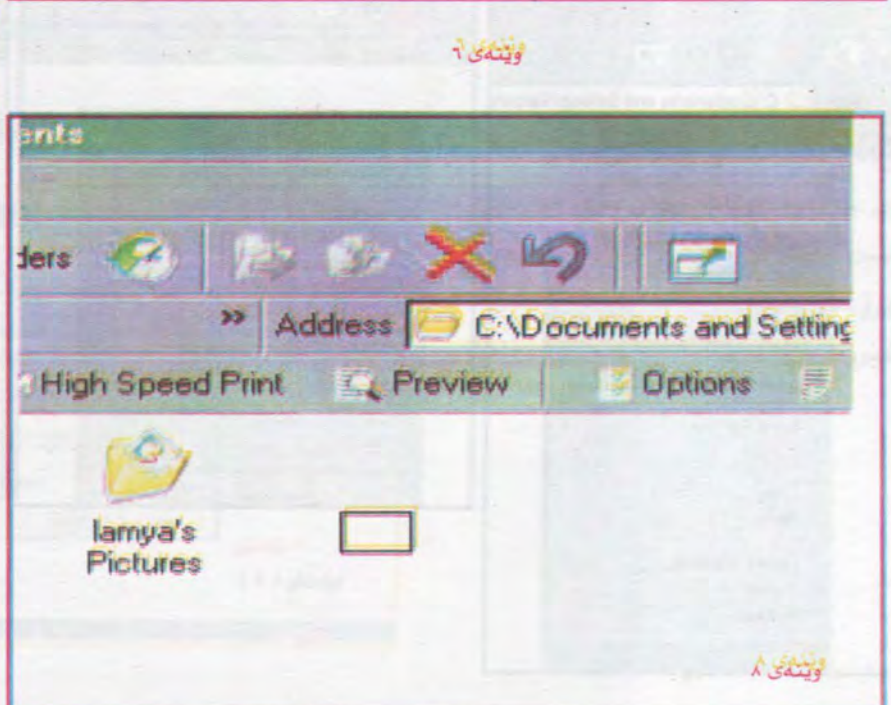 وێنەی ٦
ents
ders
» Address C:\Documents and Setting
High Speed Print Preview Options
lamya's
Pictures
وێنەی ٨